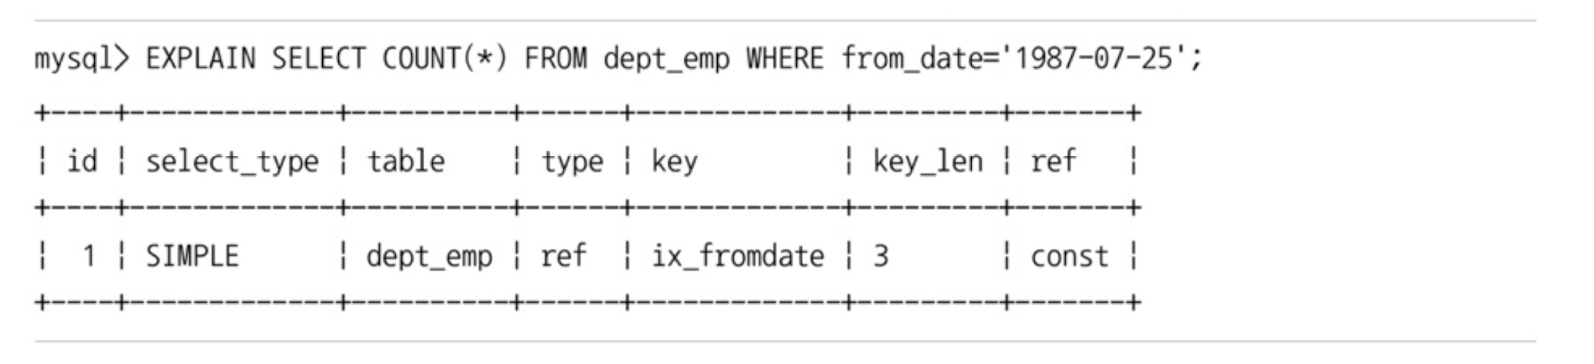 mysql> EXPLAIN SELECT COUNT(*) FROM dept_emp WHERE from_date='1987-07-25';
+----+-------------+----------+------+-------------+---------+-------+
| id | select_type | table    | type | key         | key_len | ref   |
+----+-------------+----------+------+-------------+---------+-------+
|  1 | SIMPLE      | dept_emp | ref  | ix_fromdate | 3       | const |
+----+-------------+----------+------+-------------+---------+-------+